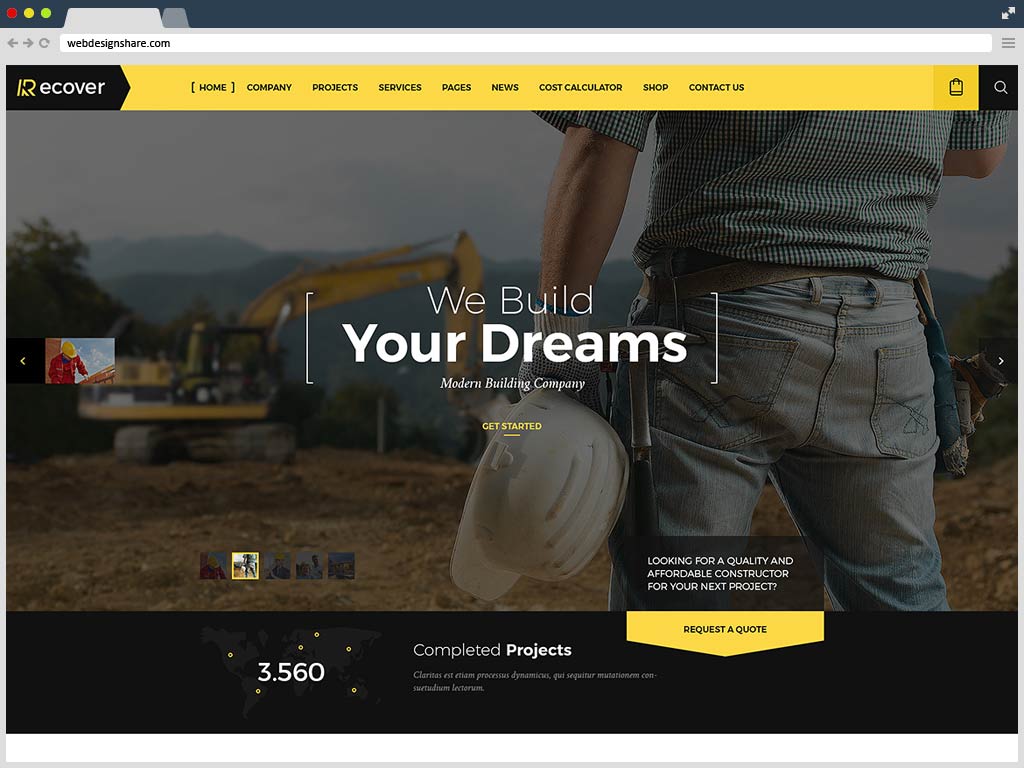 webdesignshare.com
Recover
[ HOME ] COMPANY PROJECTS SERVICES PAGES NEWS COST CALCULATOR SHOP CONTACT US
We Build
Your Dreams
Modern Building Company
GET STARTED
LOOKING FOR A QUALITY AND
AFFORDABLE CONSTRUCTOR
FOR YOUR NEXT PROJECT?
REQUEST A QUOTE
3.560
Completed Projects
Claritas est etiam processus dynamicus, qui sequitur mutationem con-
suetudium lectorum.